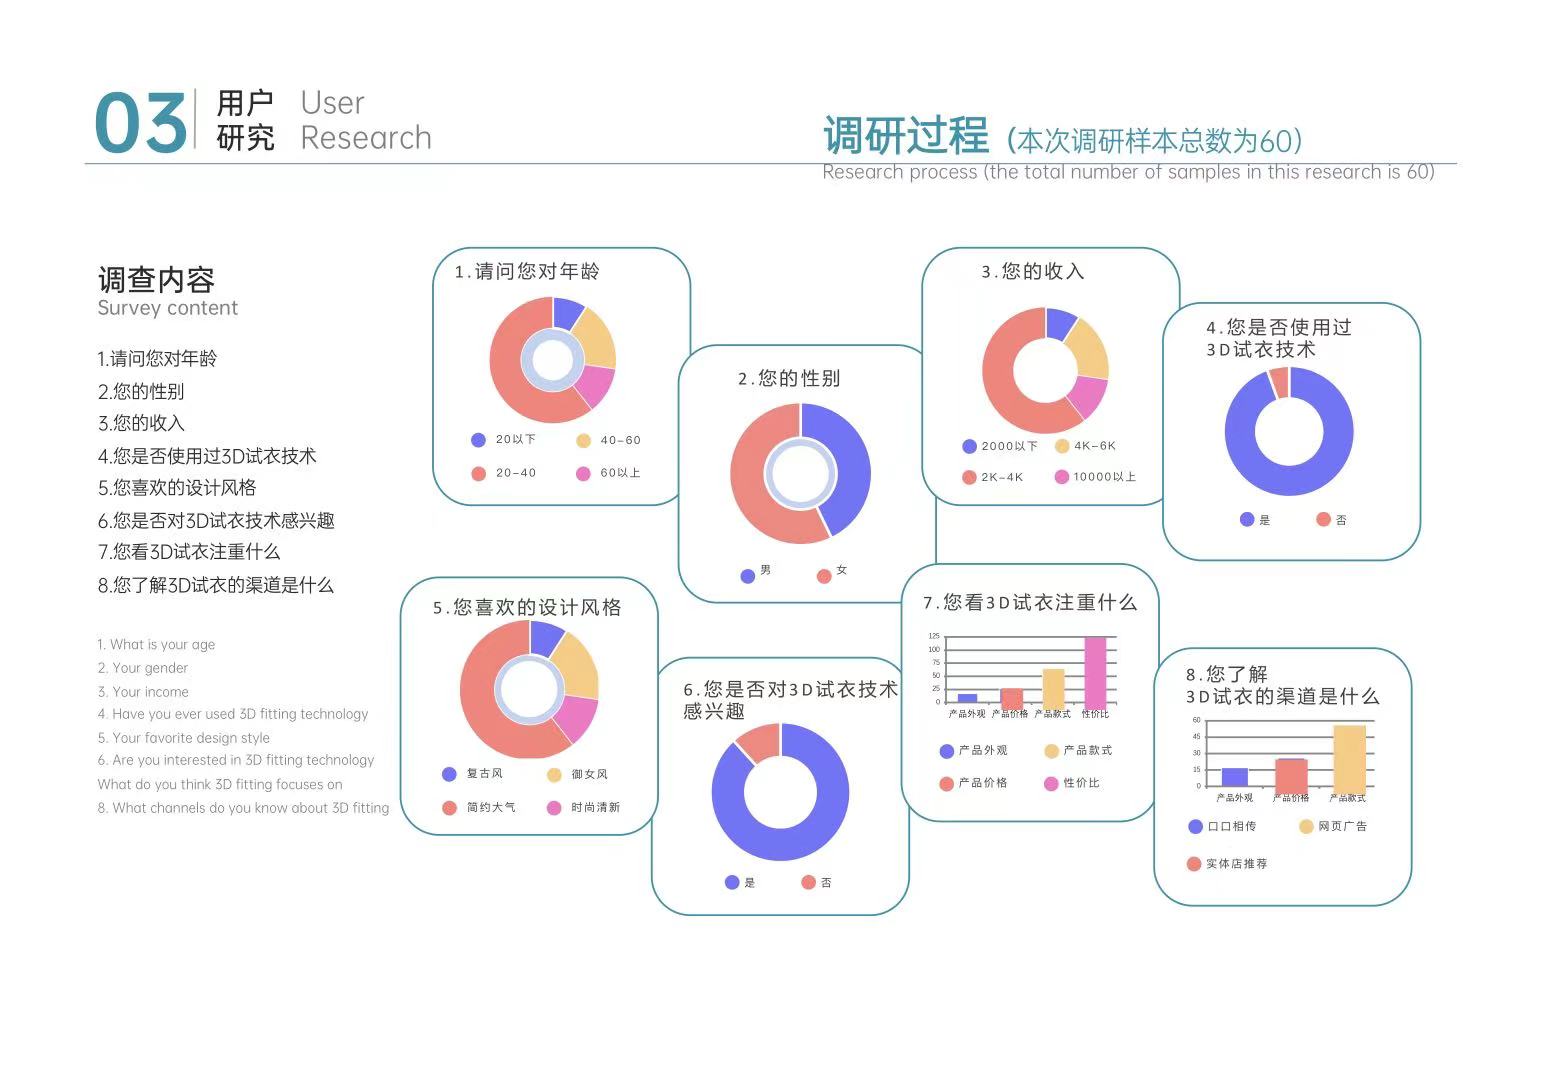 03
用户
研究
User
Research
调研过程（本次调研样本总数为60）
Research process (the total number of samples in this research is 60)
调查内容
Survey content
1.请问您对年龄
2.您的性别
3.您的收入
4.您是否使用过3D试衣技术
5.您喜欢的设计风格
6.您是否对3D试衣技术感兴趣
7.您看3D试衣注重什么
8.您了解3D试衣的渠道是什么
1. What is your age
2. Your gender
3. Your income
4. Have you ever used 3D fitting technology
5. Your favorite design style
6. Are you interested in 3D fitting technology
What do you think 3D fitting focuses on
8. What channels do you know about 3D fitting
1.请问您对年龄
20以下
40-60
20-40
60以上
2.您的性别
男
女
3.您的收入
2000以下
4K-6K
2K-4K
10000以上
4.您是否使用过
3D试衣技术
是
否
5.您喜欢的设计风格
复古风
御女风
简约大气
时尚清新
6.您是否对3D试衣技术
感兴趣
是
否
7.您看3D试衣注重什么
125
100
75
50
25
0
产品外观 产品价格 产品款式 性价比
产品外观
产品款式
产品价格
性价比
8.您了解
3D试衣的渠道是什么
60
45
30
15
0
产品外观 产品价格 产品款式
口口相传
网页广告
实体店推荐